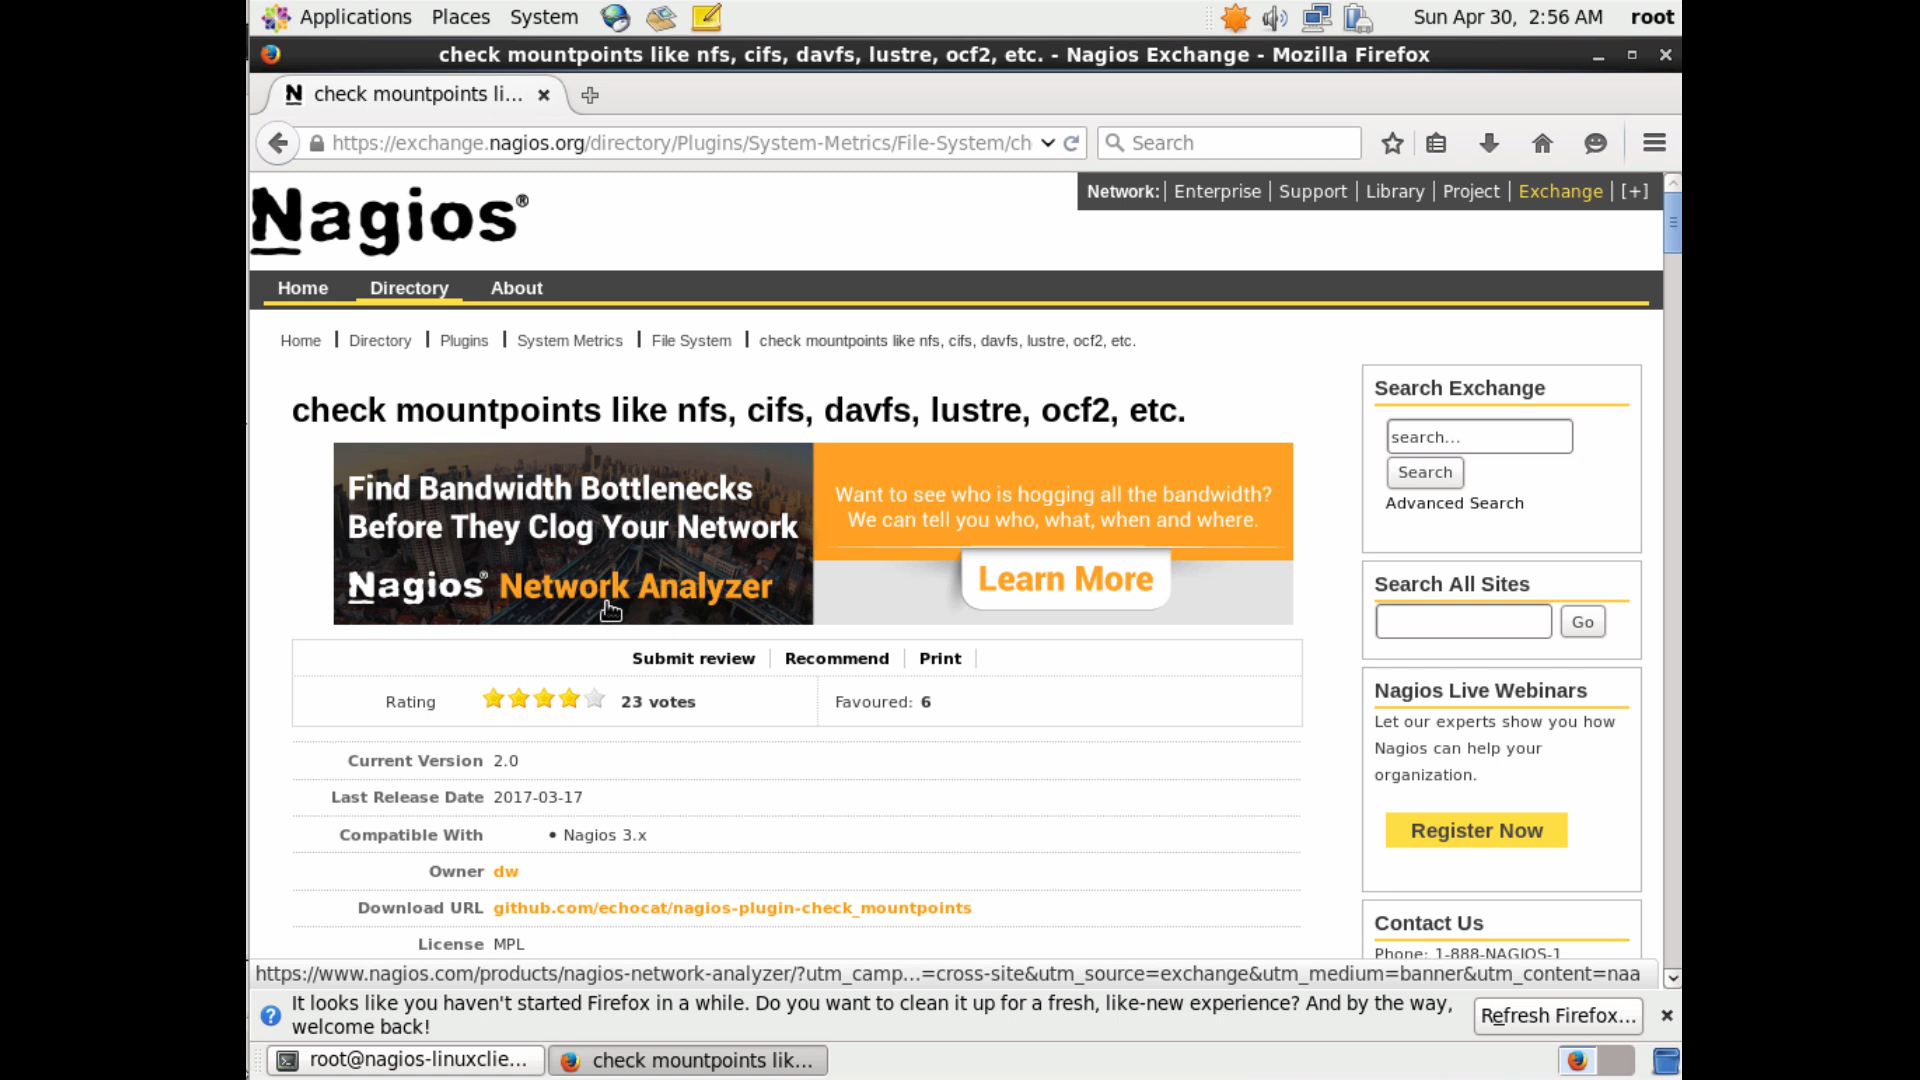 Applications Places System Sun Apr 30, 2:56 AM root
check mountpoints like nfs, cifs, davfs, lustre, ocf2, etc. - Nagios Exchange - Mozilla Firefox
check mountpoints li...
https://exchange.nagios.org/directory/Plugins/System-Metrics/File-System/ch Search
Nagios®
Network: Enterprise Support Library Project Exchange [+]
Home Directory About
Home Directory Plugins System Metrics File System check mountpoints like nfs, cifs, davfs, lustre, ocf2, etc.
check mountpoints like nfs, cifs, davfs, lustre, ocf2, etc.
Find Bandwidth Bottlenecks
Before They Clog Your Network
Nagios® Network Analyzer
Want to see who is hogging all the bandwidth?
We can tell you who, what, when and where.
Learn More
Submit review Recommend Print
Rating 23 votes Favoured: 6
Current Version 2.0
Last Release Date 2017-03-17
Compatible With • Nagios 3.x
Owner dw
Download URL github.com/echocat/nagios-plugin-check_mountpoints
License MPL
Search Exchange
search...
Search
Advanced Search
Search All Sites
Go
Nagios Live Webinars
Let our experts show you how
Nagios can help your
organization.
Register Now
Contact Us
Phone: 1-888-NAGIOS-1
https://www.nagios.com/products/nagios-network-analyzer/?utm_camp...=cross-site&utm_source=exchange&utm_medium=banner&utm_content=naa
It looks like you haven't started Firefox in a while. Do you want to clean it up for a fresh, like-new experience? And by the way,
welcome back!
Refresh Firefox...
root@nagios-linuxclie... check mountpoints lik...